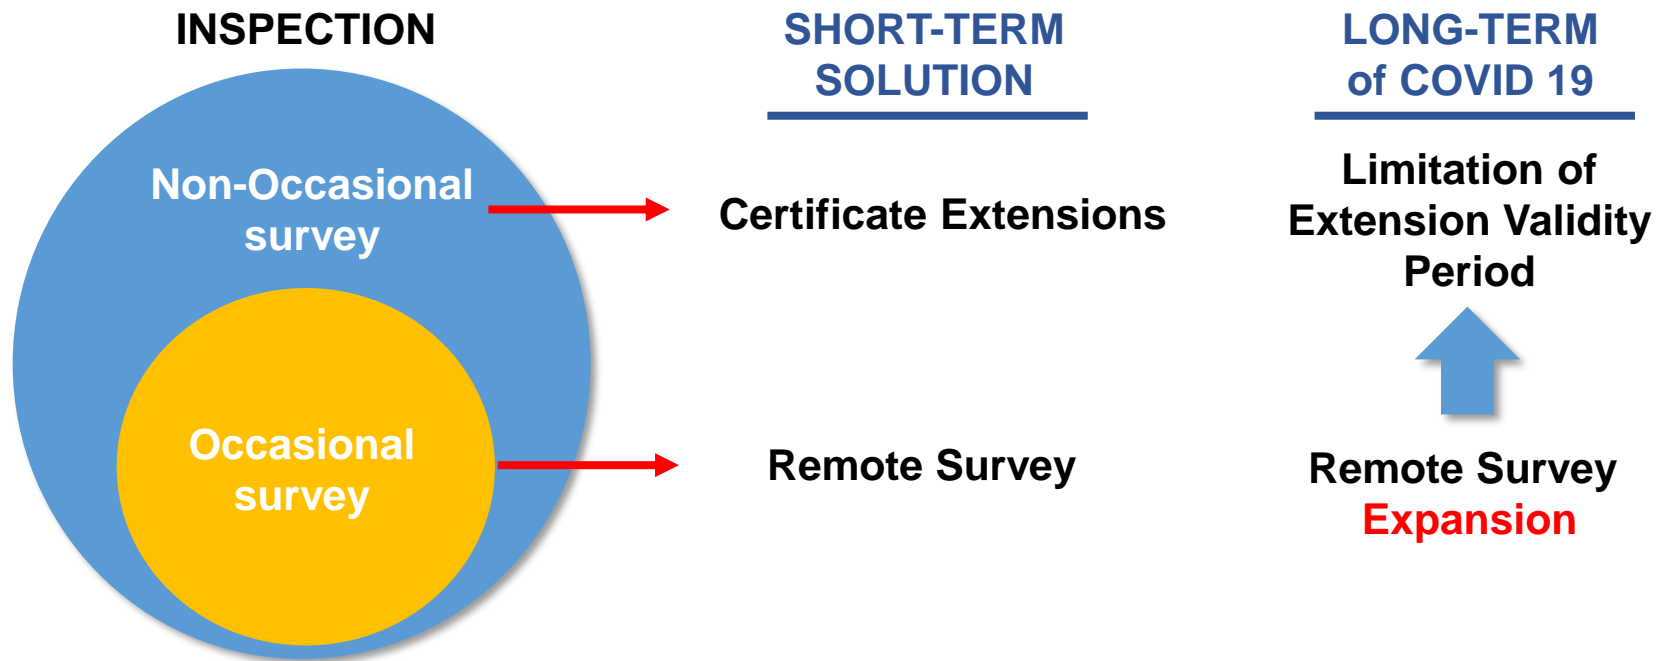 INSPECTION
Non-Occasional
survey
Occasional
survey
SHORT-TERM
SOLUTION
Certificate Extensions
Remote Survey
LONG-TERM
of COVID 19
Limitation of
Extension Validity
Period
Remote Survey
Expansion